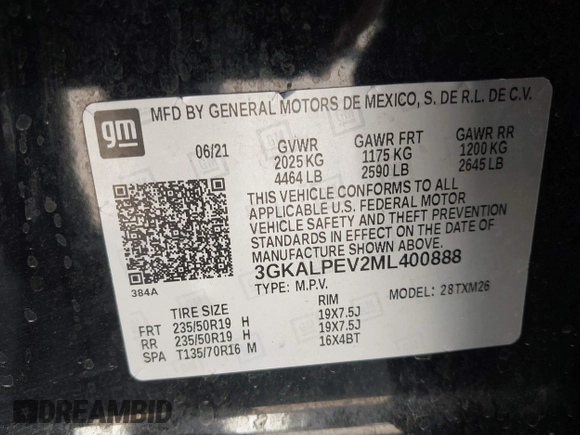 gm
MFD BY GENERAL MOTORS DE MEXICO, S. DE R.L. DE C.V.
06/21 GVWR GAWR FRT GAWR RR
2025 KG 1175 KG 1200 KG
4464 LB 2590 LB 2645 LB
THIS VEHICLE CONFORMS TO ALL
APPLICABLE U.S. FEDERAL MOTOR
VEHICLE SAFETY AND THEFT PREVENTION
STANDARDS IN EFFECT ON THE DATE OF
MANUFACTURE SHOWN ABOVE.
3GKALPEV2ML400888
384A
TYPE: M.P.V. MODEL: 28TXM26
TIRE SIZE RIM
FRT 235/50R19 H 19X7.5J
RR 235/50R19 H 19X7.5J
SPA T135/70R16 M 16X4BT
DREAMBID